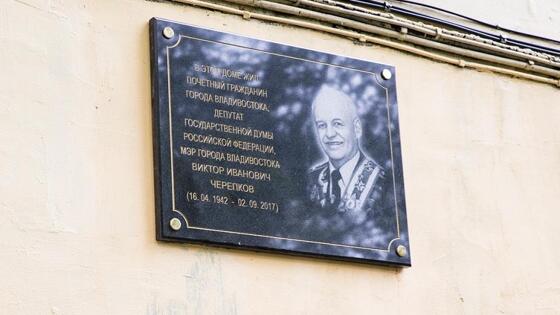 В ЭТОМ ДОМЕ ЖИЛ
ПОЧЕТНЫЙ ГРАЖДАНИН
ГОРОДА ВЛАДИВОСТОКА,
ДЕПУТАТ
ГОСУДАРСТВЕННОЙ ДУМЫ
РОССИЙСКОЙ ФЕДЕРАЦИИ,
МЭР ГОРОДА ВЛАДИВОСТОКА
ВИКТОР ИВАНОВИЧ
ЧЕРЕПКОВ
(16. 04. 1942 - 02. 09. 2017)